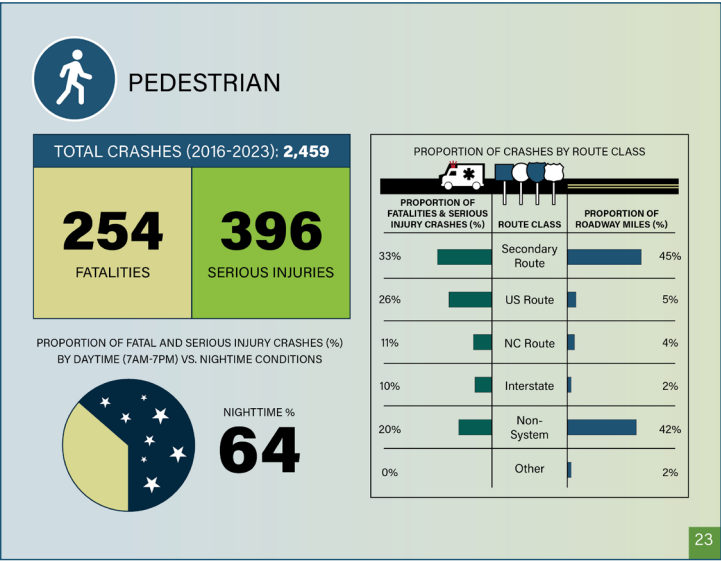 PEDESTRIAN
TOTAL CRASHES (2016-2023): 2,459
254
FATALITIES
396
SERIOUS INJURIES
PROPORTION OF FATAL AND SERIOUS INJURY CRASHES (%)
BY DAYTIME (7AM-7PM) VS. NIGHTIME CONDITIONS
NIGHTTIME %
64
PROPORTION OF CRASHES BY ROUTE CLASS
PROPORTION OF
FATALITIES & SERIOUS
INJURY CRASHES (%)
ROUTE CLASS
PROPORTION OF
ROADWAY MILES (%)
33%
Secondary
Route
45%
26%
US Route
5%
11%
NC Route
4%
10%
Interstate
2%
20%
Non-
System
42%
0%
Other
2%
23